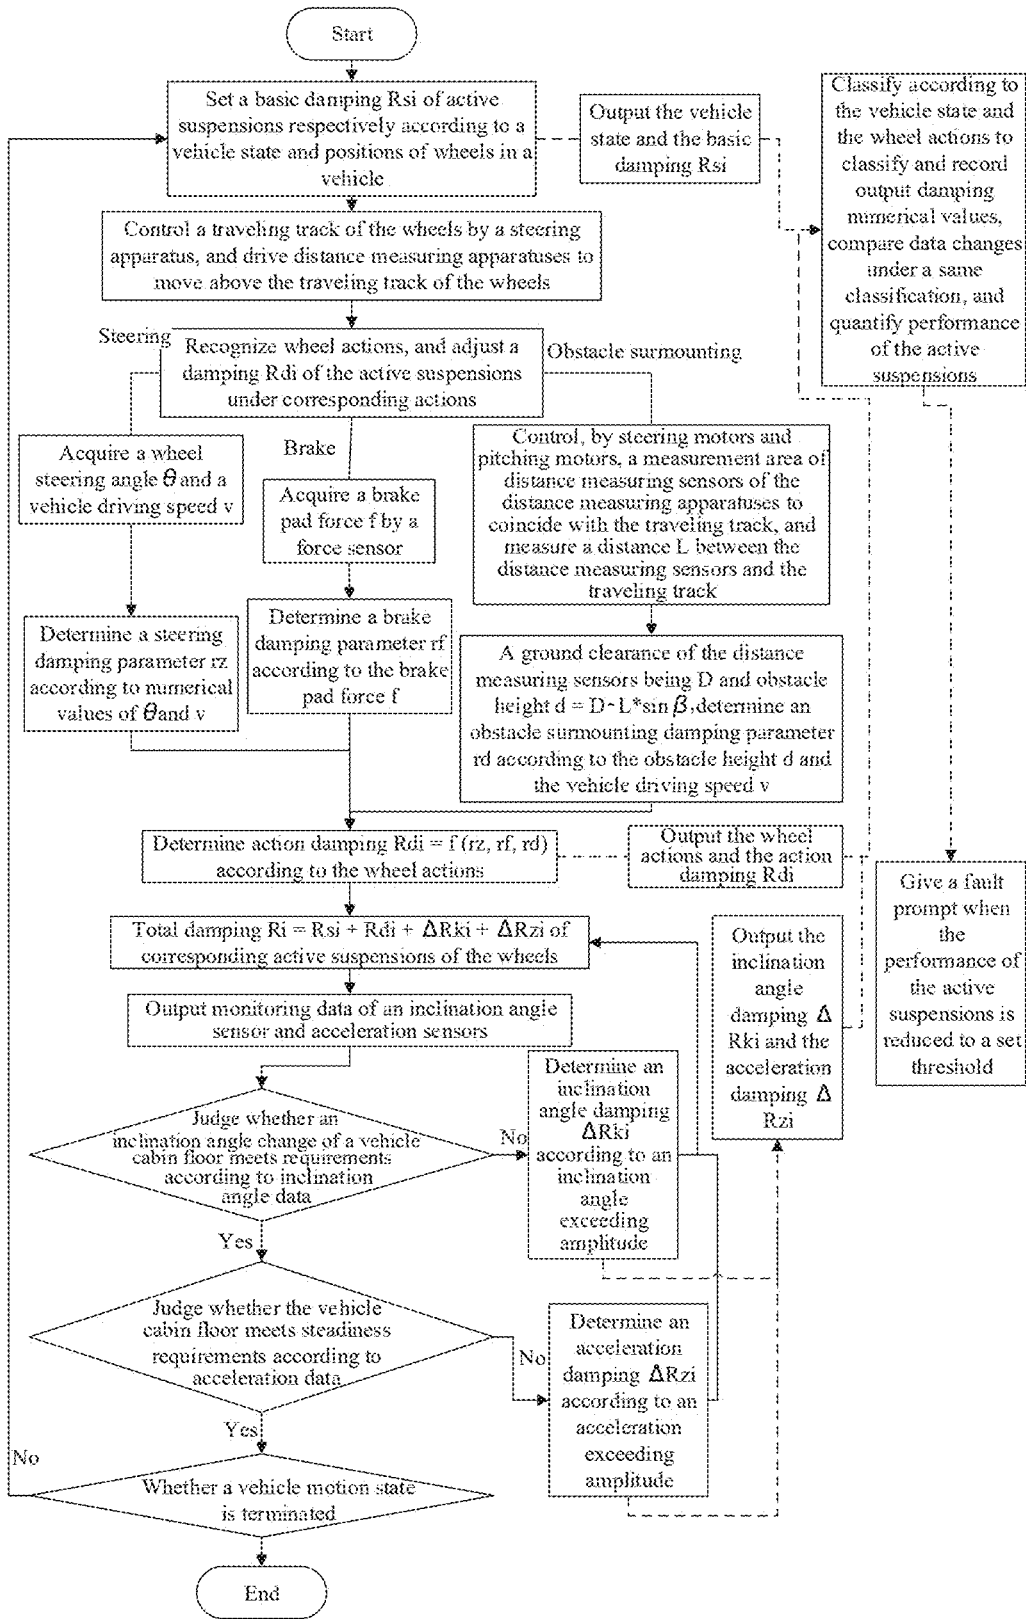 Start
Set a basic damping Rsi of active
suspensions respectively according to a
vehicle state and positions of wheels in a
vehicle
Output the vehicle
state and the basic
damping Rsi
Classify according to
the vehicle state and
the wheel actions to
classify and record
output damping
numerical values,
compare data changes
under a same
classification, and
quantify performance
of the active
suspensions
Control a traveling track of the wheels by a steering
apparatus, and drive distance measuring apparatuses to
move above the traveling track of the wheels
Steering
Recognize wheel actions, and adjust a
damping Rdi of the active suspensions
under corresponding actions
Obstacle surmounting
Brake
Acquire a wheel
steering angle θ and a
vehicle driving speed v
Acquire a brake
pad force f by a
force sensor
Control, by steering motors and
pitching motors, a measurement area of
distance measuring sensors of the
distance measuring apparatuses to
coincide with the traveling track, and
measure a distance L between the
distance measuring sensors and the
traveling track
Determine a steering
damping parameter rz
according to numerical
values of θ and v
Determine a brake
damping parameter rf
according to the brake
pad force f
A ground clearance of the distance
measuring sensors being D and obstacle
height d = D-L*sin β, determine an
obstacle surmounting damping parameter
rd according to the obstacle height d and
the vehicle driving speed v
Determine action damping Rdi = f (rz, rf, rd)
according to the wheel actions
Output the wheel
actions and the action
damping Rdi
Give a fault
prompt when
the
performance of
the active
suspensions is
reduced to a set
threshold
Total damping Ri = Rsi + Rdi + ΔRki + ΔRzi of
corresponding active suspensions of the wheels
Output the
inclination
angle
damping Δ
Rki and the
acceleration
damping Δ
Rzi
Output monitoring data of an inclination angle
sensor and acceleration sensors
Judge whether an
inclination angle change of a vehicle
cabin floor meets requirements
according to inclination
angle data
No
Determine an
inclination
angle damping
ΔRki
according to an
inclination
angle
exceeding
amplitude
Yes
Judge whether the vehicle
cabin floor meets steadiness
requirements according to
acceleration data
No
Determine an
acceleration
damping ΔRzi
according to an
acceleration
exceeding
amplitude
Yes
No
Whether a vehicle motion state
is terminated
End